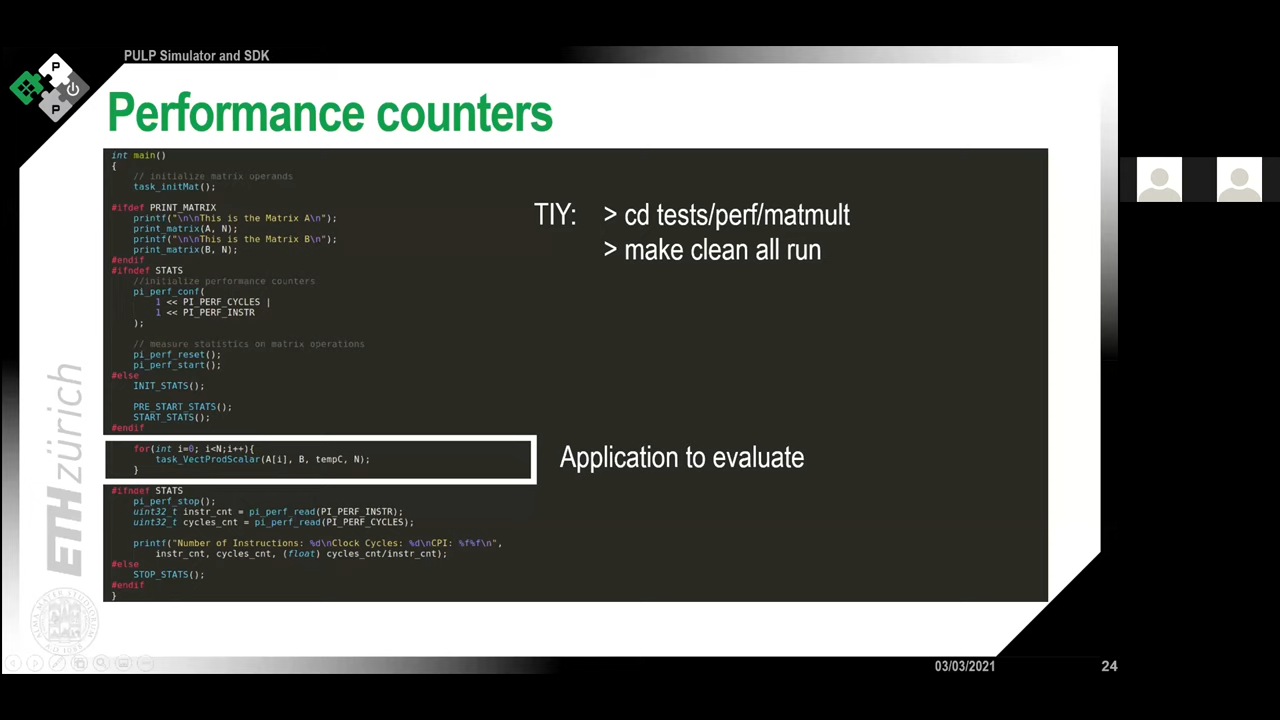 PULP Simulator and SDK
P
P
Performance counters
int main()
{
// initialize matrix operands
task_initMat();
#ifdef PRINT_MATRIX
printf("\n\nThis is the Matrix A\n");
print_matrix(A, N);
printf("\n\nThis is the Matrix B\n");
print_matrix(B, N);
#endif
#ifndef STATS
//initialize performance counters
pi_perf_conf(
1 << PI_PERF_CYCLES |
1 << PI_PERF_INSTR
);
// measure statistics on matrix operations
pi_perf_reset();
pi_perf_start();
#else
INIT_STATS();
PRE_START_STATS();
START_STATS();
#endif
for(int i=0; i<N;i++){
task_VectProdScalar(A[i], B, tempC, N);
}
#ifndef STATS
pi_perf_stop();
uint32_t instr_cnt = pi_perf_read(PI_PERF_INSTR);
uint32_t cycles_cnt = pi_perf_read(PI_PERF_CYCLES);
printf("Number of Instructions: %d\nClock Cycles: %d\nCPI: %f%f\n",
instr_cnt, cycles_cnt, (float) cycles_cnt/instr_cnt);
#else
STOP_STATS();
#endif
}
TIY: > cd tests/perf/matmult
> make clean all run
Application to evaluate
ETH zürich
03/03/2021
24